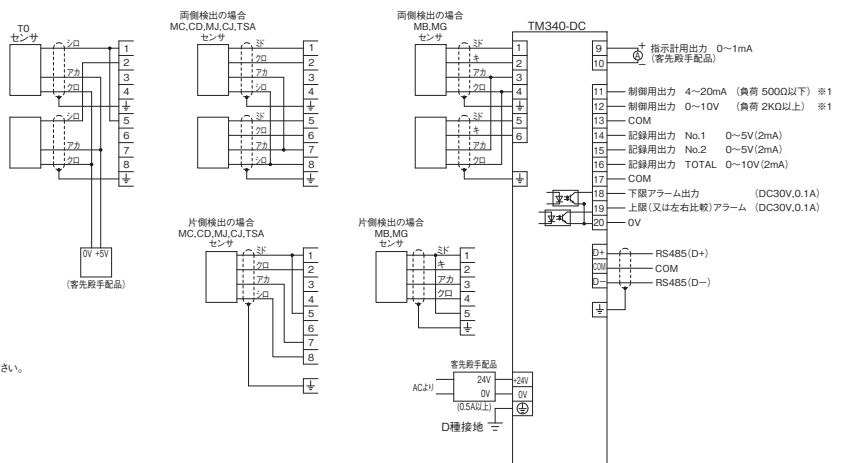 T0
センサ
シロ
クロ
アカ
1
2
3
4
シロ
アカ
クロ
5
6
7
8
0V +5V
(客先殿手配品)
両側検出の場合
MC,CD,MJ,CJ,TSA
センサ
ミド
クロ
アカ
シロ
1
2
3
4
ミド
クロ
アカ
シロ
5
6
7
8
両側検出の場合
MB,MG
センサ
ミド
キ
アカ
クロ
ミド
キ
アカ
クロ
片側検出の場合
MC,CD,MJ,CJ,TSA
センサ
ミド
クロ
アカ
シロ
1
2
3
4
5
6
7
8
片側検出の場合
MB,MG
センサ
ミド
キ
アカ
クロ
1
2
3
4
5
TM340-DC
1
2
3
4
5
6
9 + 指示計用出力 0～1mA
10 − (客先殿手配品)
A
11 制御用出力 4～20mA (負荷 500Ω以下) ※1
12 制御用出力 0～10V (負荷 2KΩ以上) ※1
13 COM
14 記録用出力 No.1 0～5V(2mA)
15 記録用出力 No.2 0～5V(2mA)
16 記録用出力 TOTAL 0～10V(2mA)
17 COM
18 下限アラーム出力 (DC30V,0.1A)
19 上限(又は左右比較)アラーム (DC30V,0.1A)
20 0V
D+ RS485(D+)
COM COM
D− RS485(D−)
客先殿手配品
ACより
24V +24V
0V 0V
(0.5A以上)
D種接地
さい。